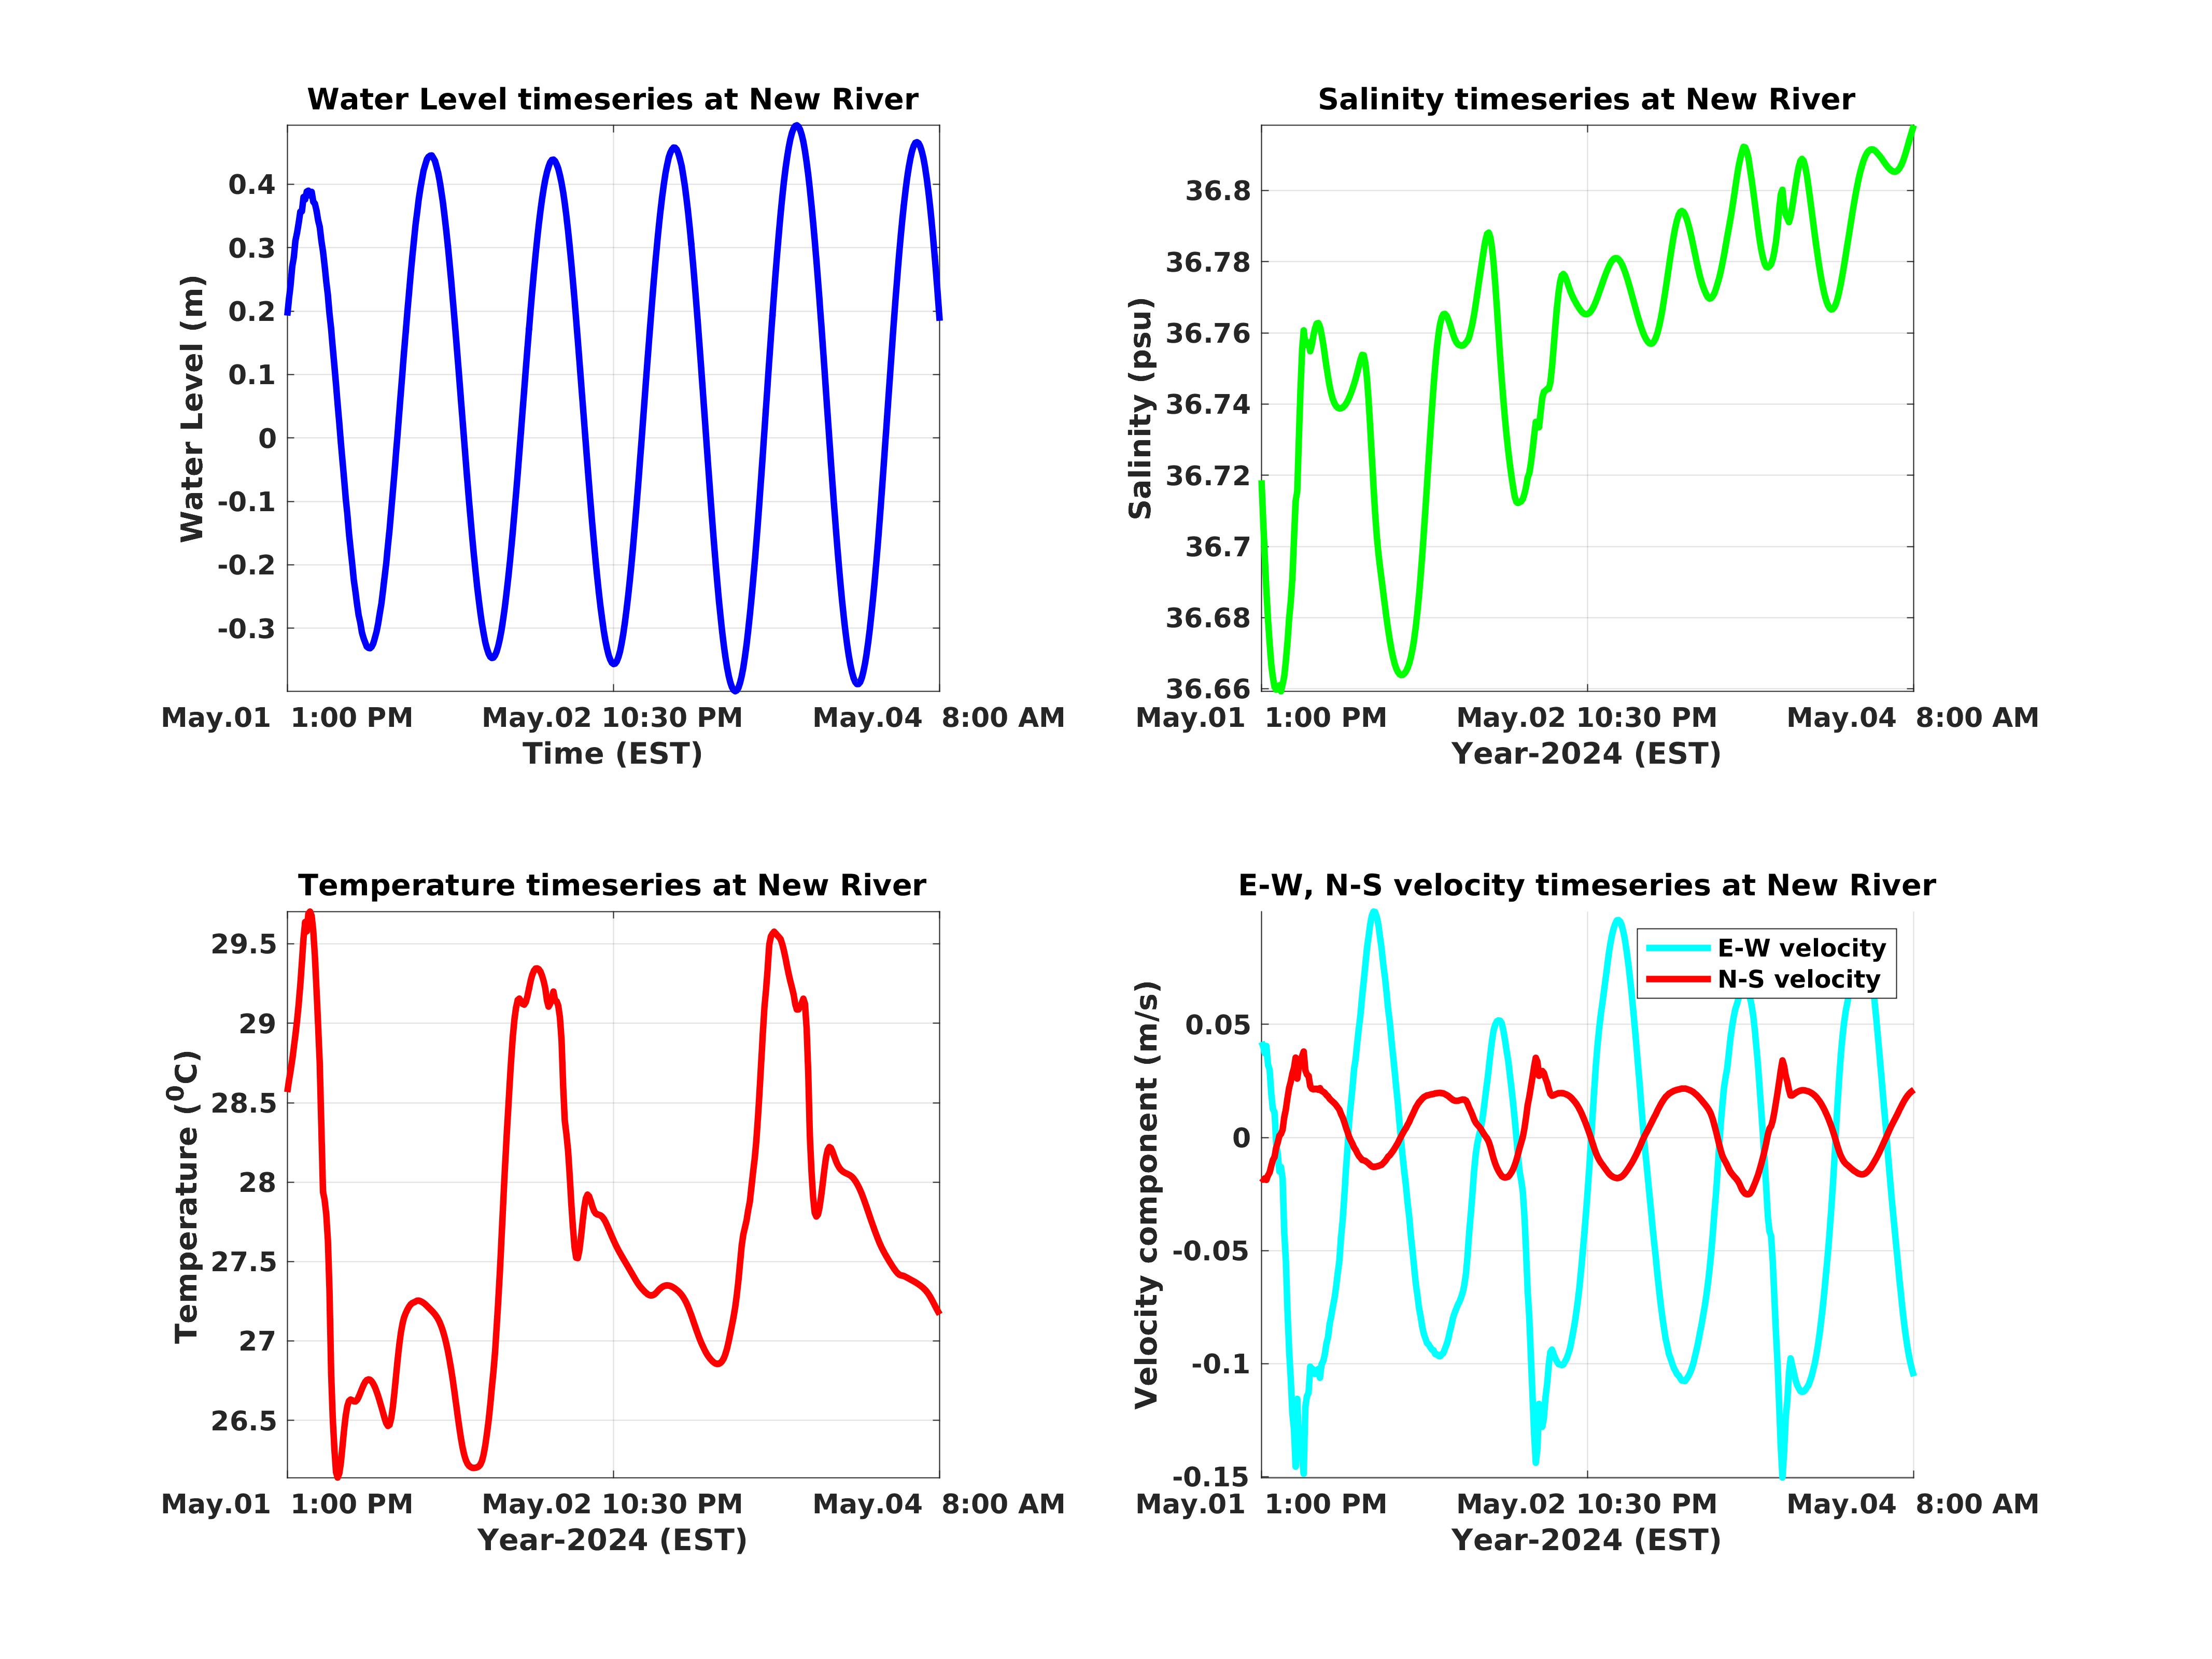 Water Level timeseries at New River
Water Level (m)
0.4
0.3
0.2
0.1
0
-0.1
-0.2
-0.3
May.01 1:00 PM
May.02 10:30 PM
May.04 8:00 AM
Time (EST)
Salinity timeseries at New River
Salinity (psu)
36.8
36.78
36.76
36.74
36.72
36.7
36.68
36.66
May.01 1:00 PM
May.02 10:30 PM
May.04 8:00 AM
Year-2024 (EST)
Temperature timeseries at New River
Temperature (⁰C)
29.5
29
28.5
28
27.5
27
26.5
May.01 1:00 PM
May.02 10:30 PM
May.04 8:00 AM
Year-2024 (EST)
E-W, N-S velocity timeseries at New River
E-W velocity
N-S velocity
Velocity component (m/s)
0.05
0
-0.05
-0.1
-0.15
May.01 1:00 PM
May.02 10:30 PM
May.04 8:00 AM
Year-2024 (EST)